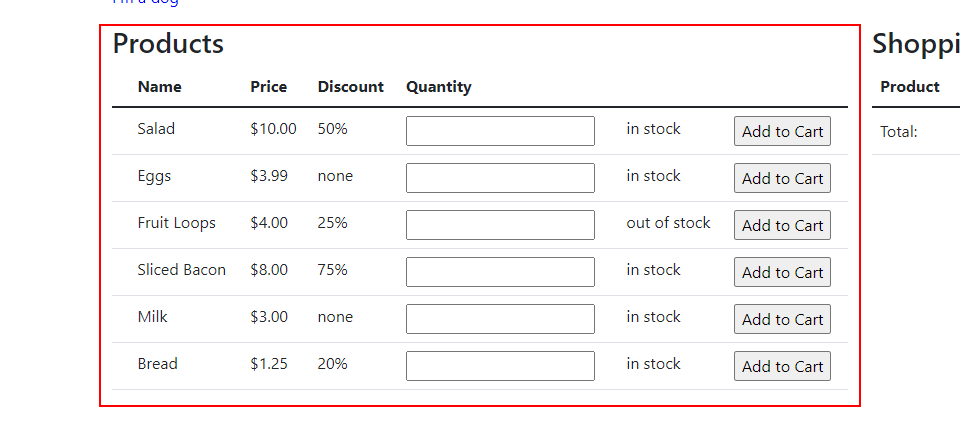 I'm a dog
Products
Name Price Discount Quantity
Salad $10.00 50% in stock Add to Cart
Eggs $3.99 none in stock Add to Cart
Fruit Loops $4.00 25% out of stock Add to Cart
Sliced Bacon $8.00 75% in stock Add to Cart
Milk $3.00 none in stock Add to Cart
Bread $1.25 20% in stock Add to Cart
Shoppi
Product
Total: